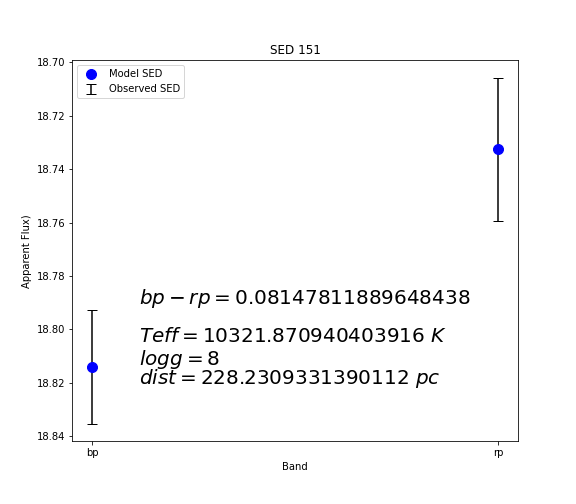 SED 151
18.70
Model SED
Observed SED
18.72
18.74
18.76
18.78
18.80
18.82
18.84
Apparent Flux)
bp − rp = 0.08147811889648438
Teff = 10321.870940403916 K
logg = 8
dist = 228.2309331390112 pc
bp
rp
Band